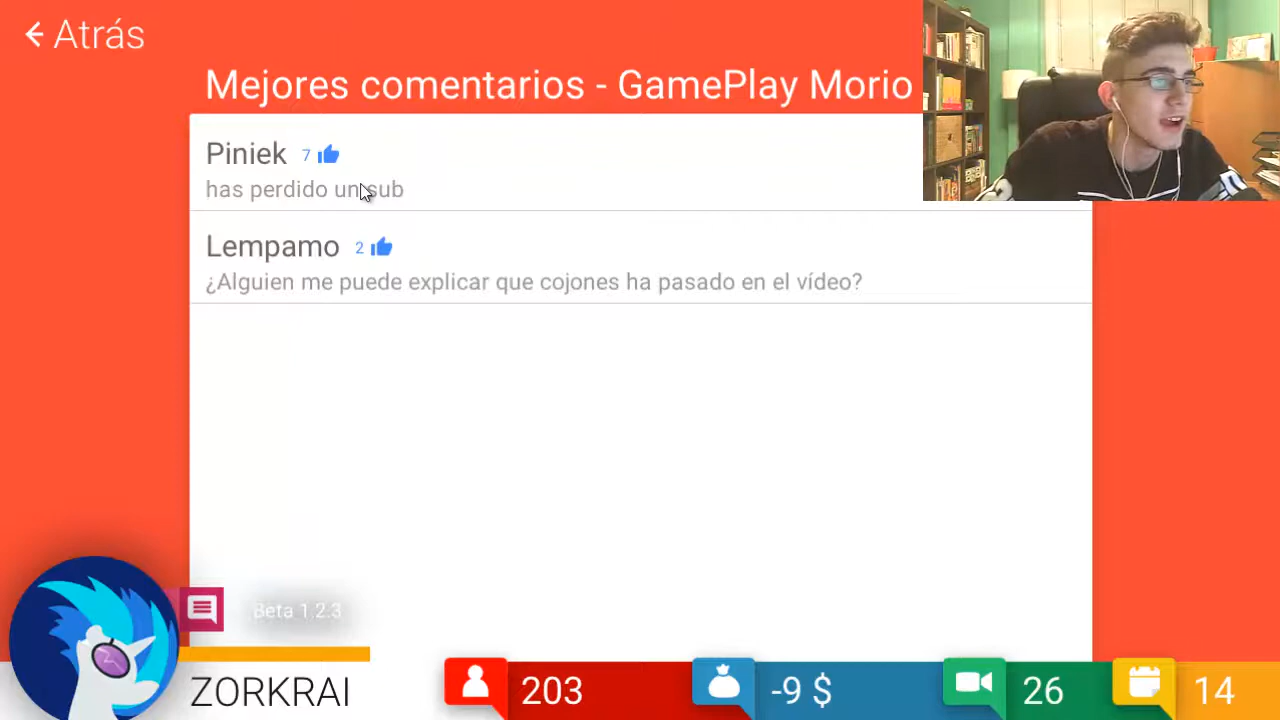 Atrás
Mejores comentarios - GamePlay Morio
Piniek 7
has perdido un sub
Lempamo 2
¿Alguien me puede explicar que cojones ha pasado en el vídeo?
Beta 1.2.3
ZORKRAI
203
-9 $
26
14